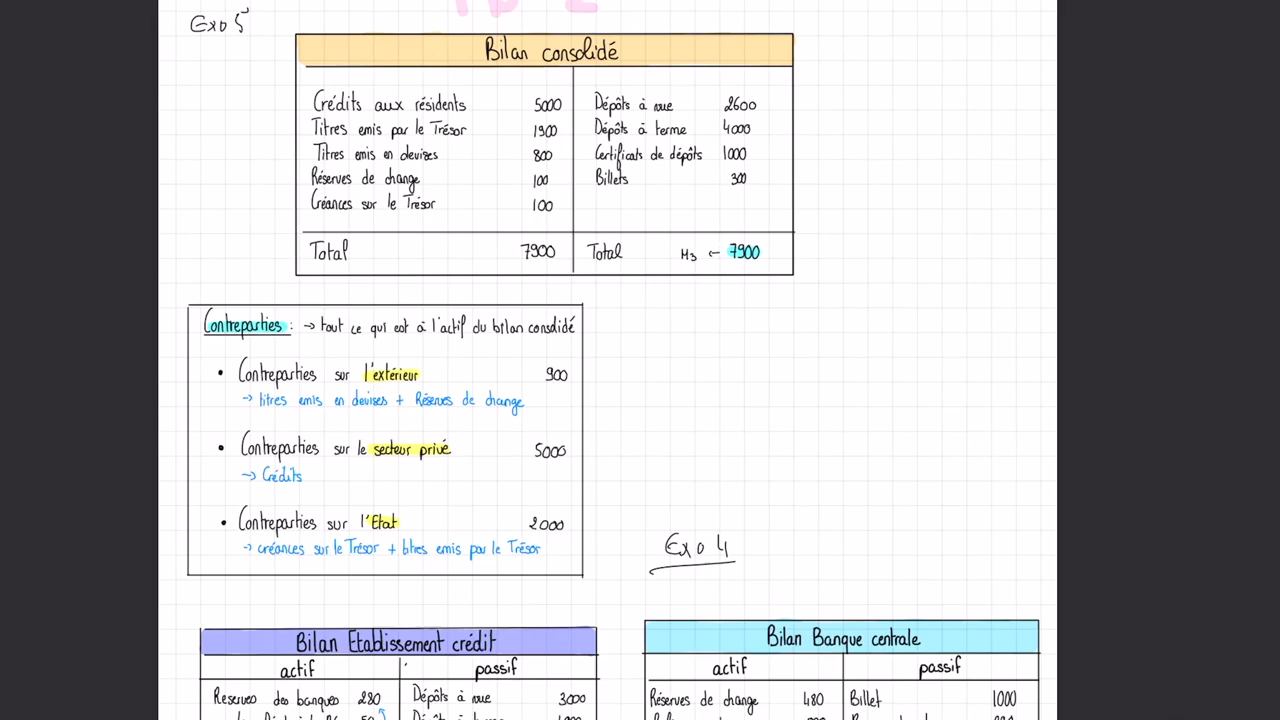 Exo 5
Bilan consolidé
Crédits aux résidents 5000
Dépôts à vue 2600
Titres emis par le Trésor 1900
Dépôts à terme 4000
Titres emis en devises 800
Certificats de dépôts 1000
Réserves de change 100
Billets 300
Créances sur le Trésor 100
Total 7900
Total M3 ← 7900
Contreparties : → tout ce qui est à l'actif du bilan consolidé
• Contreparties sur l'extérieur 900
→ titres emis en devises + Réserves de change
• Contreparties sur le secteur privé 5000
→ Crédits
• Contreparties sur l'Etat 2000
→ créances sur le Trésor + titres emis par le Trésor
Exo 4
Bilan Etablissement crédit
actif passif
Reserves des banques 280
Dépôts à vue 3000
Bilan Banque centrale
actif passif
Réserves de change 480
Billet 1000